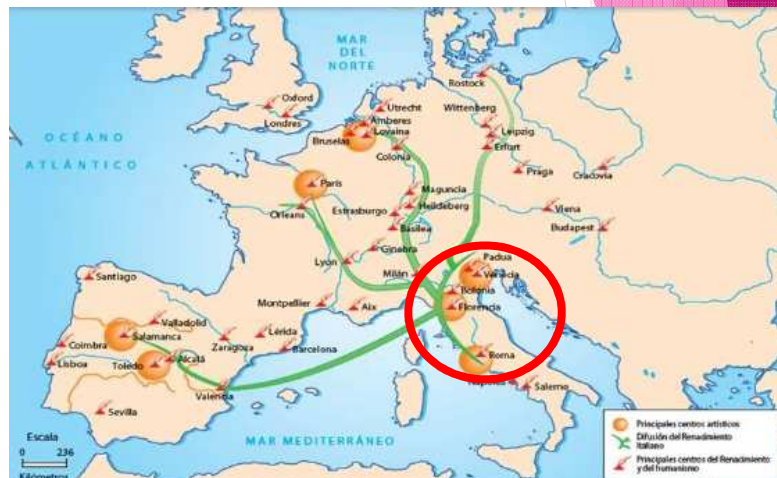 MAR
DEL
NORTE
Rostock
Oxford
Londres
Utrecht
Wittenberg
Amberes
Bruselas
Lovaina
Leipzig
Colonia
Erfurt
OCÉANO
ATLÁNTICO
Praga
Cracovia
París
Maguncia
Orleans
Estrasburgo
Heildeberg
Basilea
Viena
Budapest
Ginebra
Lyon
Milán
Padua
Venecia
Santiago
Bolonia
Montpellier
Aix
Florencia
Valladolid
Salamanca
Lérida
Coimbra
Zaragoza
Barcelona
Lisboa
Toledo
Alcalá
Roma
Salerno
Valencia
Sevilla
Escala
0 236
Kilómetros
MAR MEDITERRÁNEO
Principales centros artísticos
Difusión del Renacimiento
Italiano
Principales centros del Renacimiento
y del humanismo